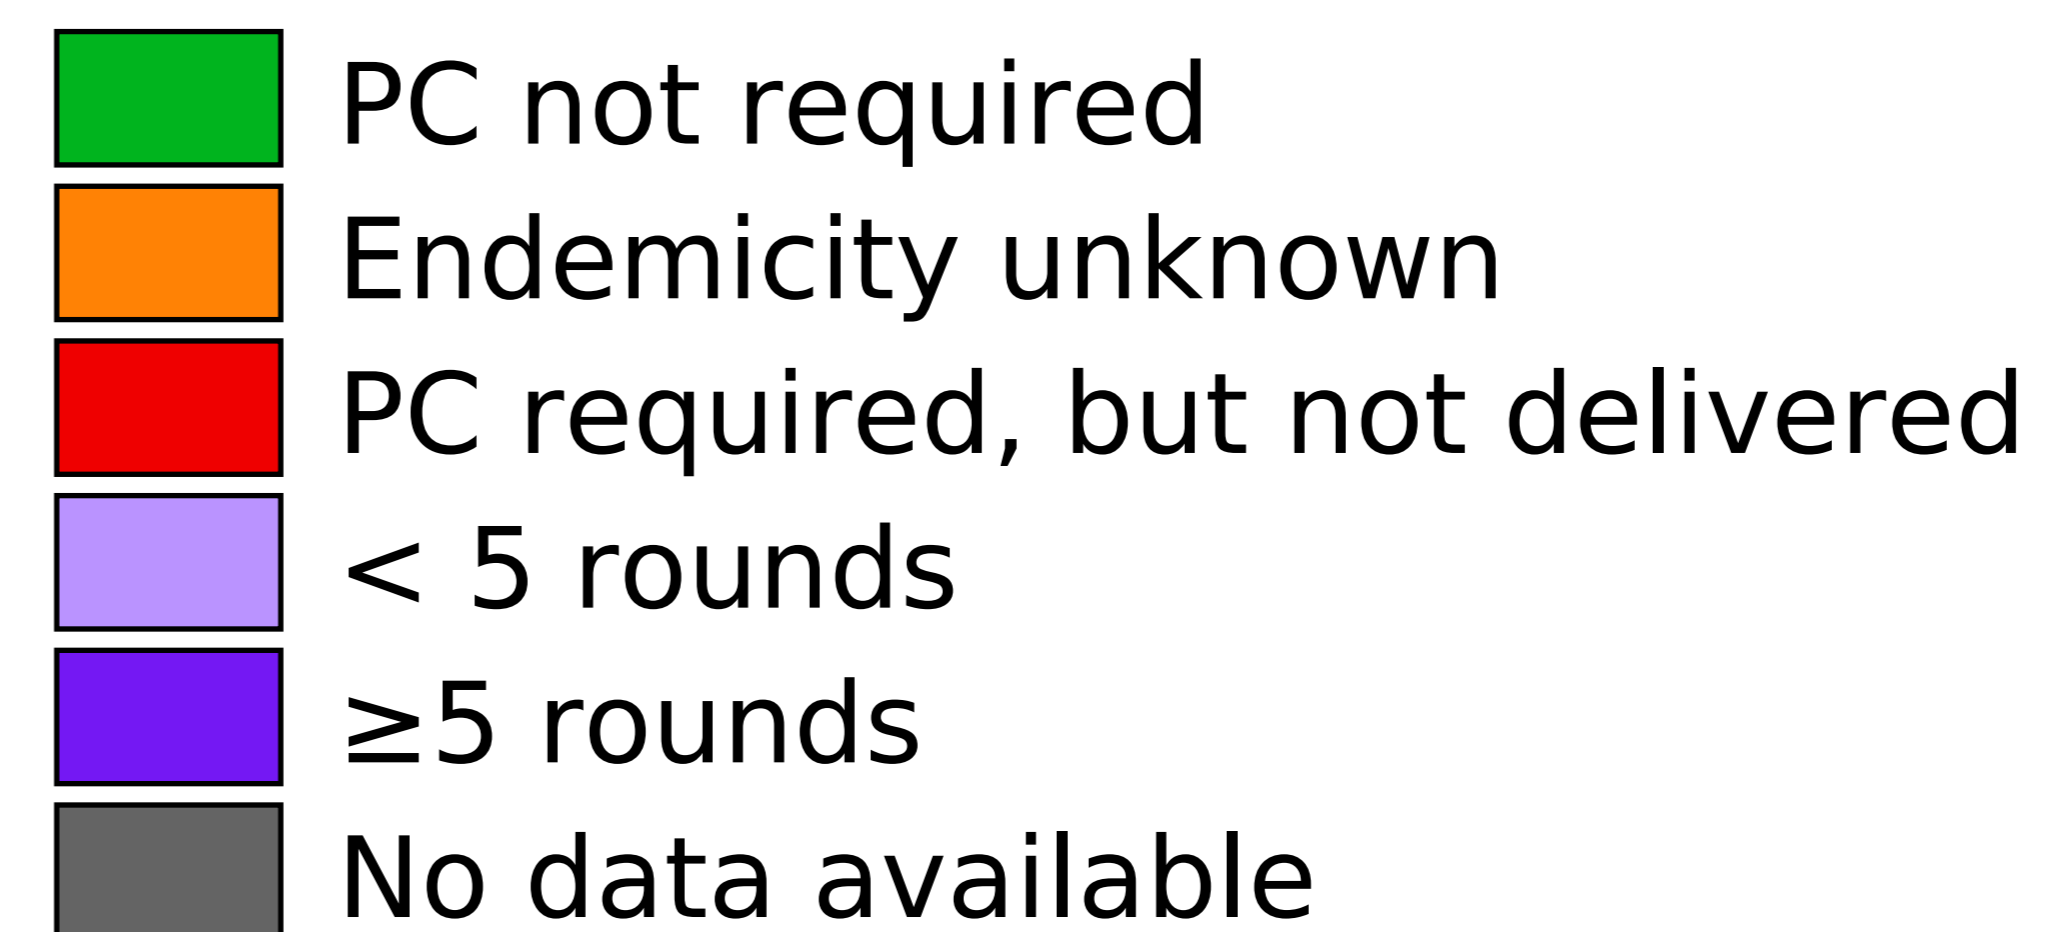 PC not required
Endemicity unknown
PC required, but not delivered
< 5 rounds
≥5 rounds
No data available